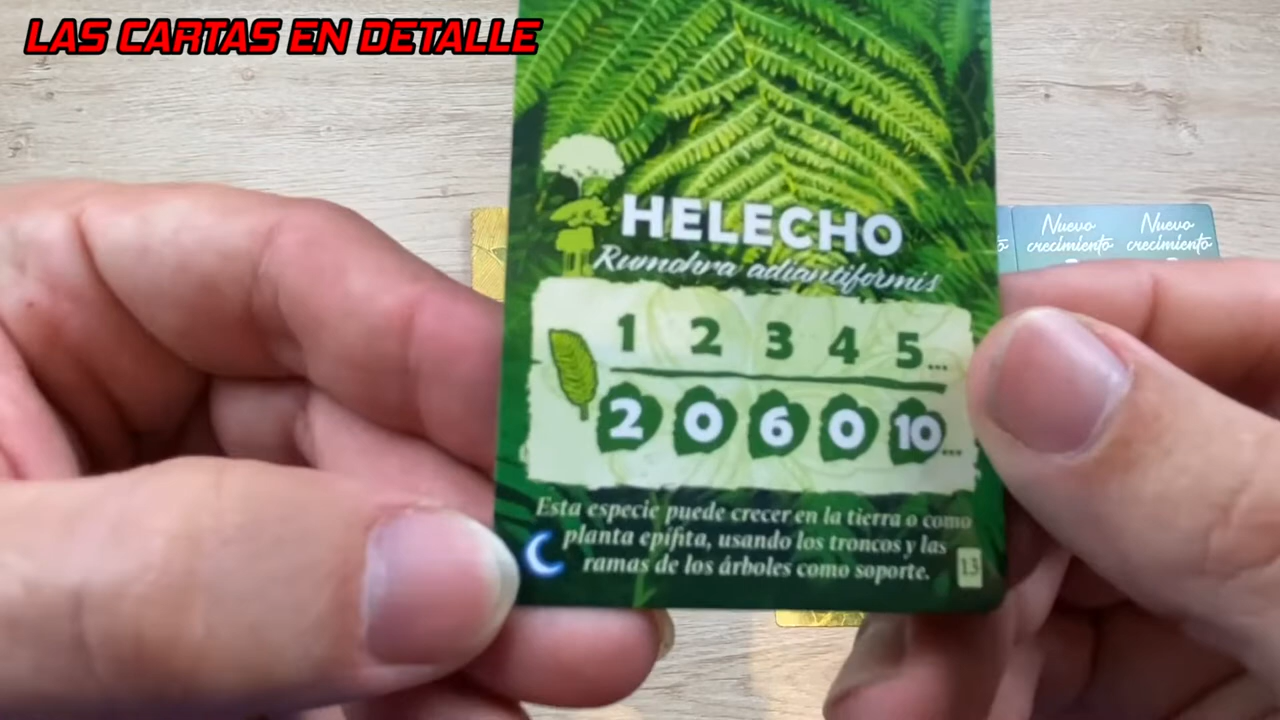 LAS CARTAS EN DETALLE
HELECHO
Rumohra adiantiformis
1 2 3 4 5...
2 0 6 0 10...
Esta especie puede crecer en la tierra o como
planta epífita, usando los troncos y las
ramas de los árboles como soporte.
13
Nuevo
crecimiento
Nuevo
crecimiento